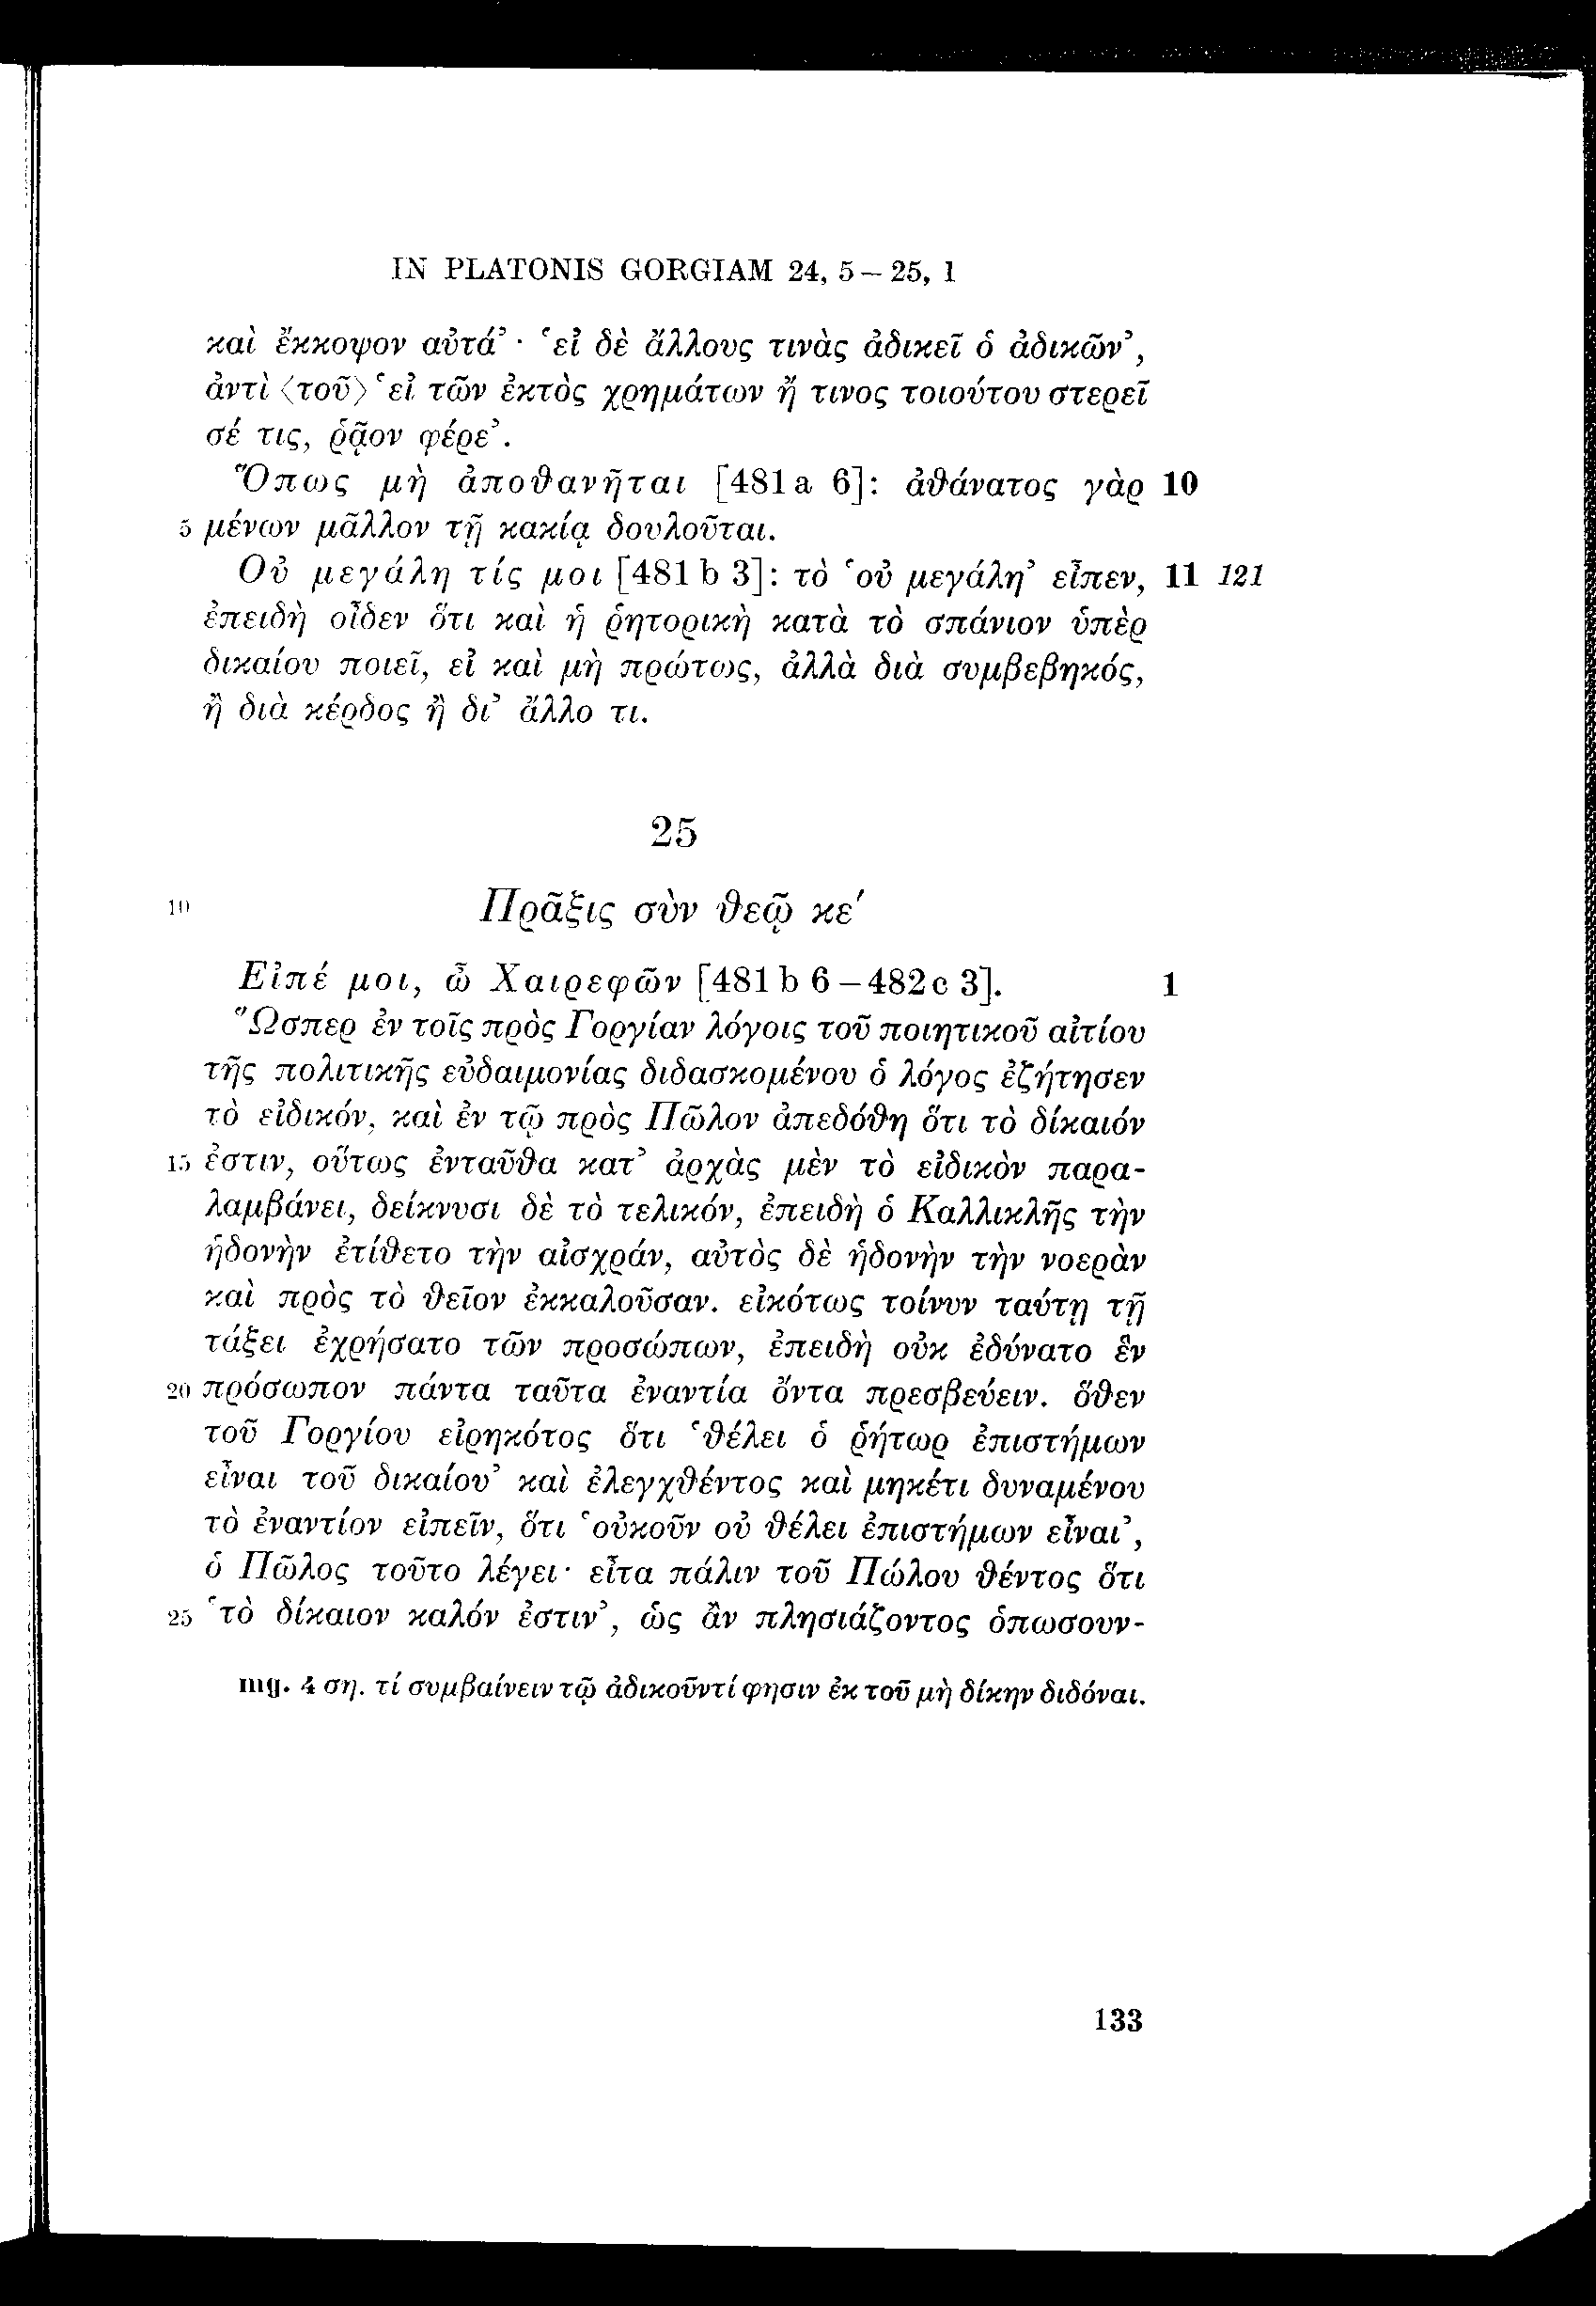 IN PLATONIS GORGIAM 24, 5 – 25, 1
καὶ ἔκκοψον αὐτά’ · ‘εἰ δὲ ἄλλους τινὰς ἀδικεῖ ὁ ἀδικῶν’,
ἀντὶ ⟨τοῦ⟩ ‘εἰ τῶν ἐκτὸς χρημάτων ἤ τινος τοιούτου στερεῖ
σέ τις, ῥᾷον φέρε’.
Ὅπως μὴ ἀποθανῆται [481a 6]: ἀθάνατος γὰρ 10
5 μένων μᾶλλον τῇ κακίᾳ δουλοῦται.
Οὐ μεγάλη τίς μοι [481b 3]: τὸ ‘οὐ μεγάλη’ εἶπεν, 11 121
ἐπειδὴ οἶδεν ὅτι καὶ ἡ ῥητορικὴ κατὰ τὸ σπάνιον ὑπὲρ
δικαίου ποιεῖ, εἰ καὶ μὴ πρώτως, ἀλλὰ διὰ συμβεβηκός,
ἢ διὰ κέρδος ἢ δι’ ἄλλο τι.
25
10 Πρᾶξις σὺν θεῷ κε′
Εἰπέ μοι, ὦ Χαιρεφῶν [481b 6 – 482c 3]. 1
Ὥσπερ ἐν τοῖς πρὸς Γοργίαν λόγοις τοῦ ποιητικοῦ αἰτίου
τῆς πολιτικῆς εὐδαιμονίας διδασκομένου ὁ λόγος ἐζήτησεν
τὸ εἰδικόν, καὶ ἐν τῷ πρὸς Πῶλον ἀπεδόθη ὅτι τὸ δίκαιόν
15 ἐστιν, οὕτως ἐνταῦθα κατ’ ἀρχὰς μὲν τὸ εἰδικὸν παρα-
λαμβάνει, δείκνυσι δὲ τὸ τελικόν, ἐπειδὴ ὁ Καλλικλῆς τὴν
ἡδονὴν ἐτίθετο τὴν αἰσχράν, αὐτὸς δὲ ἡδονὴν τὴν νοερὰν
καὶ πρὸς τὸ θεῖον ἐκκαλοῦσαν. εἰκότως τοίνυν ταύτῃ τῇ
τάξει ἐχρήσατο τῶν προσώπων, ἐπειδὴ οὐκ ἐδύνατο ἓν
20 πρόσωπον πάντα ταῦτα ἐναντία ὄντα πρεσβεύειν. ὅθεν
τοῦ Γοργίου εἰρηκότος ὅτι ‘θέλει ὁ ῥήτωρ ἐπιστήμων
εἶναι τοῦ δικαίου’ καὶ ἐλεγχθέντος καὶ μηκέτι δυναμένου
τὸ ἐναντίον εἰπεῖν, ὅτι ‘οὐκοῦν οὐ θέλει ἐπιστήμων εἶναι’,
ὁ Πῶλος τοῦτο λέγει· εἶτα πάλιν τοῦ Πώλου θέντος ὅτι
25 ‘τὸ δίκαιον καλόν ἐστιν’, ὡς ἂν πλησιάζοντος ὁπωσουν-
mg. 4 ση. τί συμβαίνειν τῷ ἀδικοῦντί φησιν ἐκ τοῦ μὴ δίκην διδόναι.
133